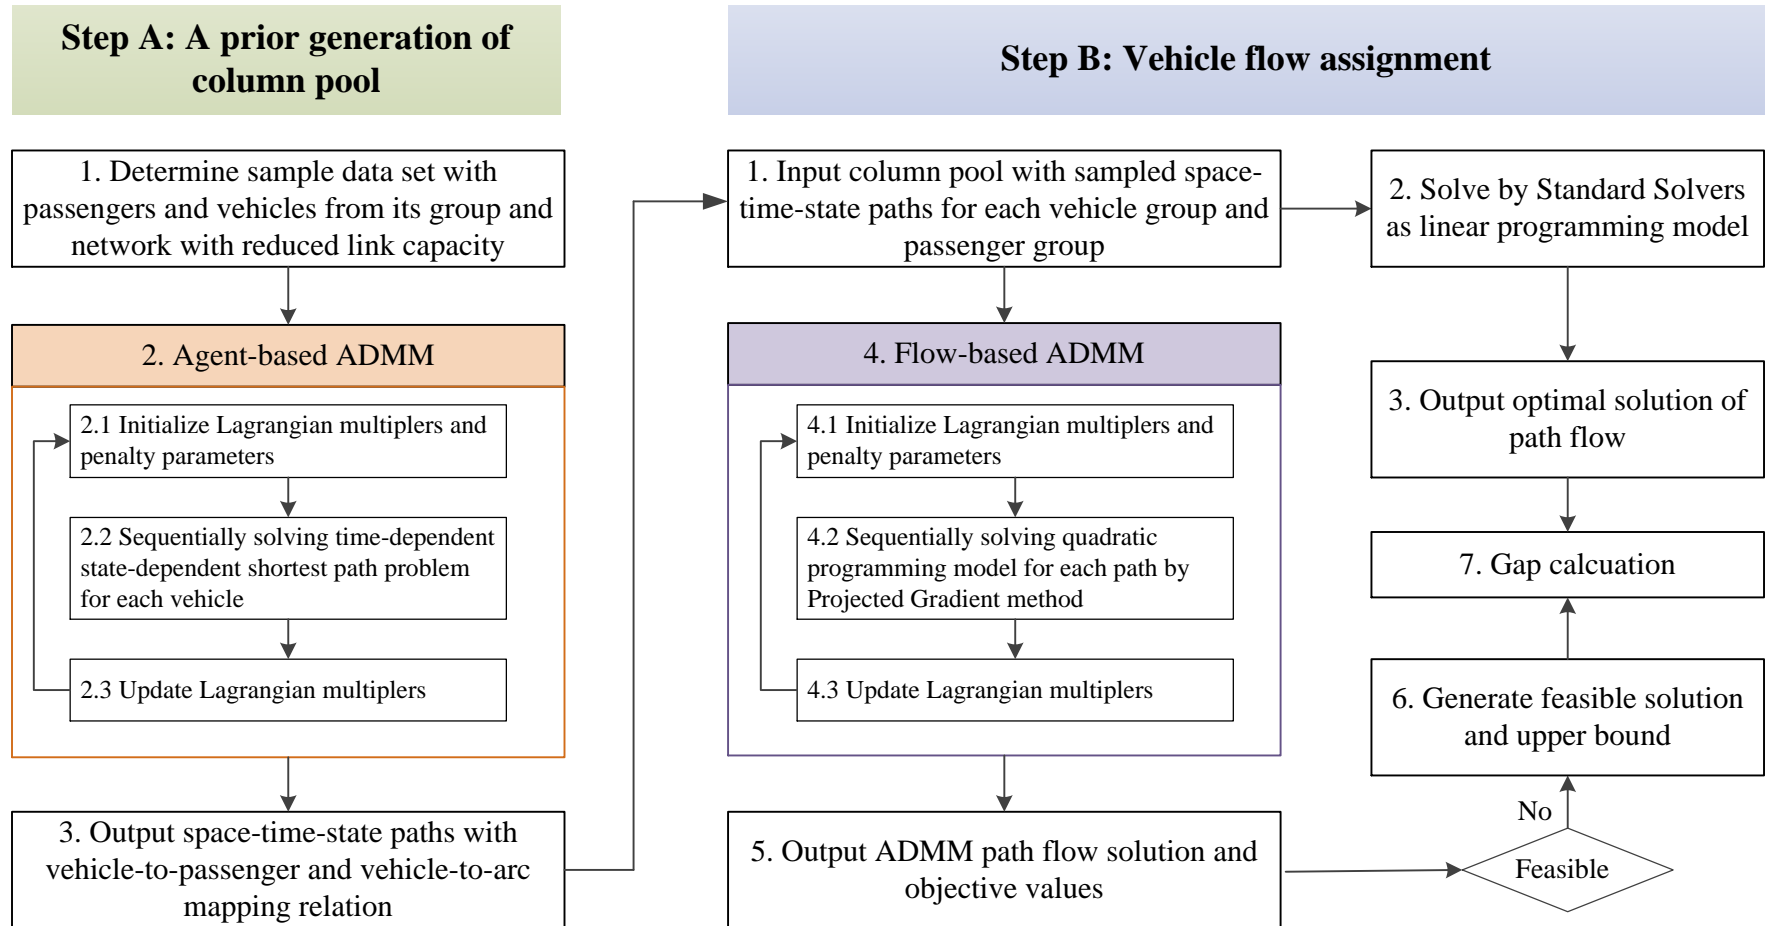 Step A: A prior generation of
column pool
1. Determine sample data set with
passengers and vehicles from its group and
network with reduced link capacity
2. Agent-based ADMM
2.1 Initialize Lagrangian multiplers and
penalty parameters
2.2 Sequentially solving time-dependent
state-dependent shortest path problem
for each vehicle
2.3 Update Lagrangian multiplers
3. Output space-time-state paths with
vehicle-to-passenger and vehicle-to-arc
mapping relation
Step B: Vehicle flow assignment
1. Input column pool with sampled space-
time-state paths for each vehicle group and
passenger group
2. Solve by Standard Solvers
as linear programming model
3. Output optimal solution of
path flow
4. Flow-based ADMM
4.1 Initialize Lagrangian multiplers and
penalty parameters
4.2 Sequentially solving quadratic
programming model for each path by
Projected Gradient method
4.3 Update Lagrangian multiplers
5. Output ADMM path flow solution and
objective values
Feasible
No
6. Generate feasible solution
and upper bound
7. Gap calcuation